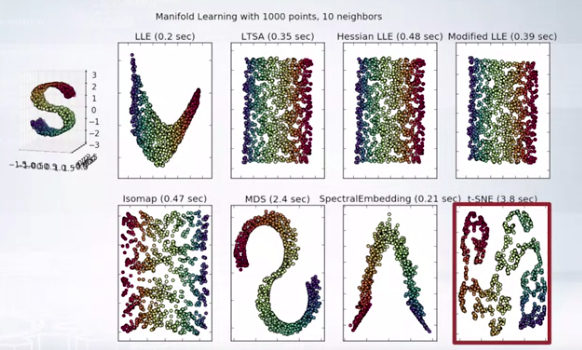 Manifold Learning with 1000 points, 10 neighbors
LLE (0.2 sec)
LTSA (0.35 sec)
Hessian LLE (0.48 sec)
Modified LLE (0.39 sec)
3
2
1
0
−1
−2
−3
Isomap (0.47 sec)
MDS (2.4 sec)
SpectralEmbedding (0.21 sec)
t-SNE (3.8 sec)